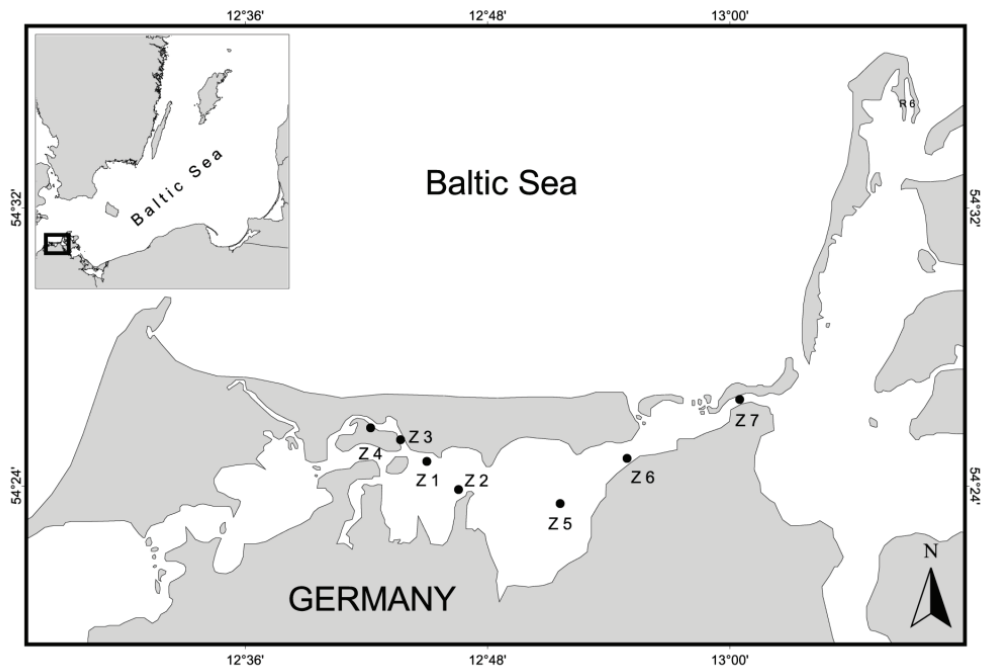 12°36'
12°48'
13°00'
R 6
Baltic Sea
Baltic Sea
54°32'
54°32'
Z 3
Z 4
Z 7
Z 1
Z 2
Z 6
54°24'
54°24'
Z 5
N
GERMANY
12°36'
12°48'
13°00'